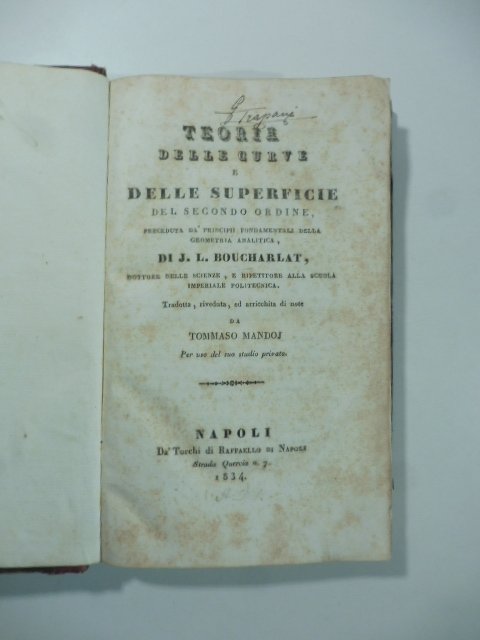 G Trapani
TEORIA
DELLE CURVE
E
DELLE SUPERFICIE
DEL SECONDO ORDINE,
PRECEDUTA DA' PRINCIPII FONDAMENTALI DELLA
GEOMETRIA ANALITICA,
DI J. L. BOUCHARLAT,
DOTTORE DELLE SCIENZE, E RIPETITORE ALLA SCUOLA
IMPERIALE POLITECNICA.
Tradotta, riveduta, ed arricchita di note
DA
TOMMASO MANDOJ
Per uso del suo studio privato.
NAPOLI
Da' Torchi di RAFFAELLO DI NAPOLI
Strada Quercia n. 7.
1834.